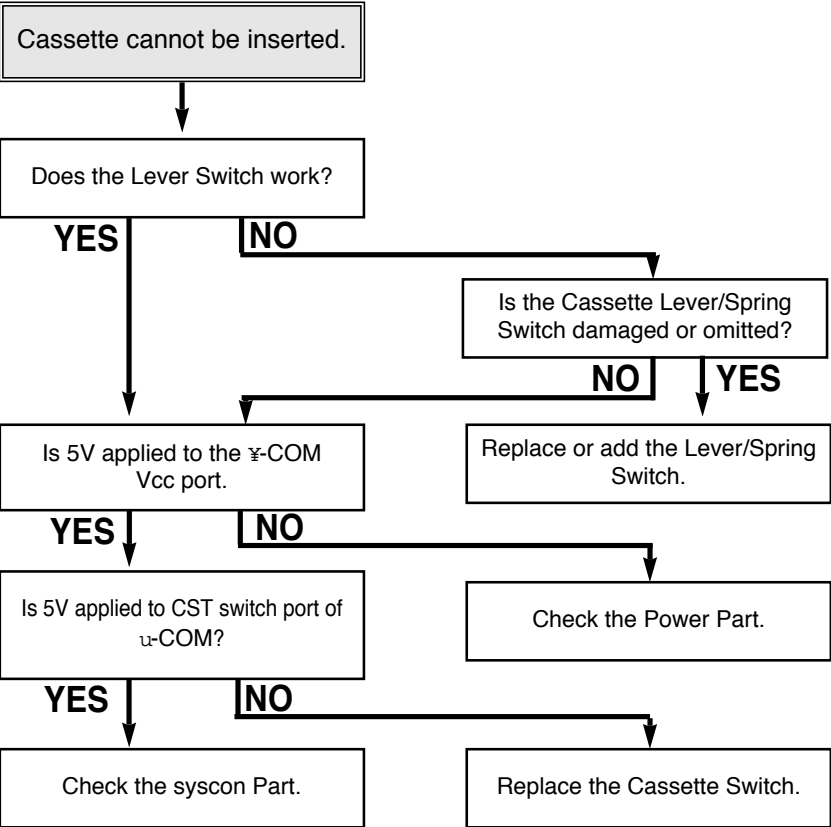 Cassette cannot be inserted.
Does the Lever Switch work?
YES
NO
Is the Cassette Lever/Spring
Switch damaged or omitted?
NO
YES
Is 5V applied to the ¥-COM
Vcc port.
Replace or add the Lever/Spring
Switch.
YES
NO
Is 5V applied to CST switch port of
u-COM?
Check the Power Part.
YES
NO
Check the syscon Part.
Replace the Cassette Switch.